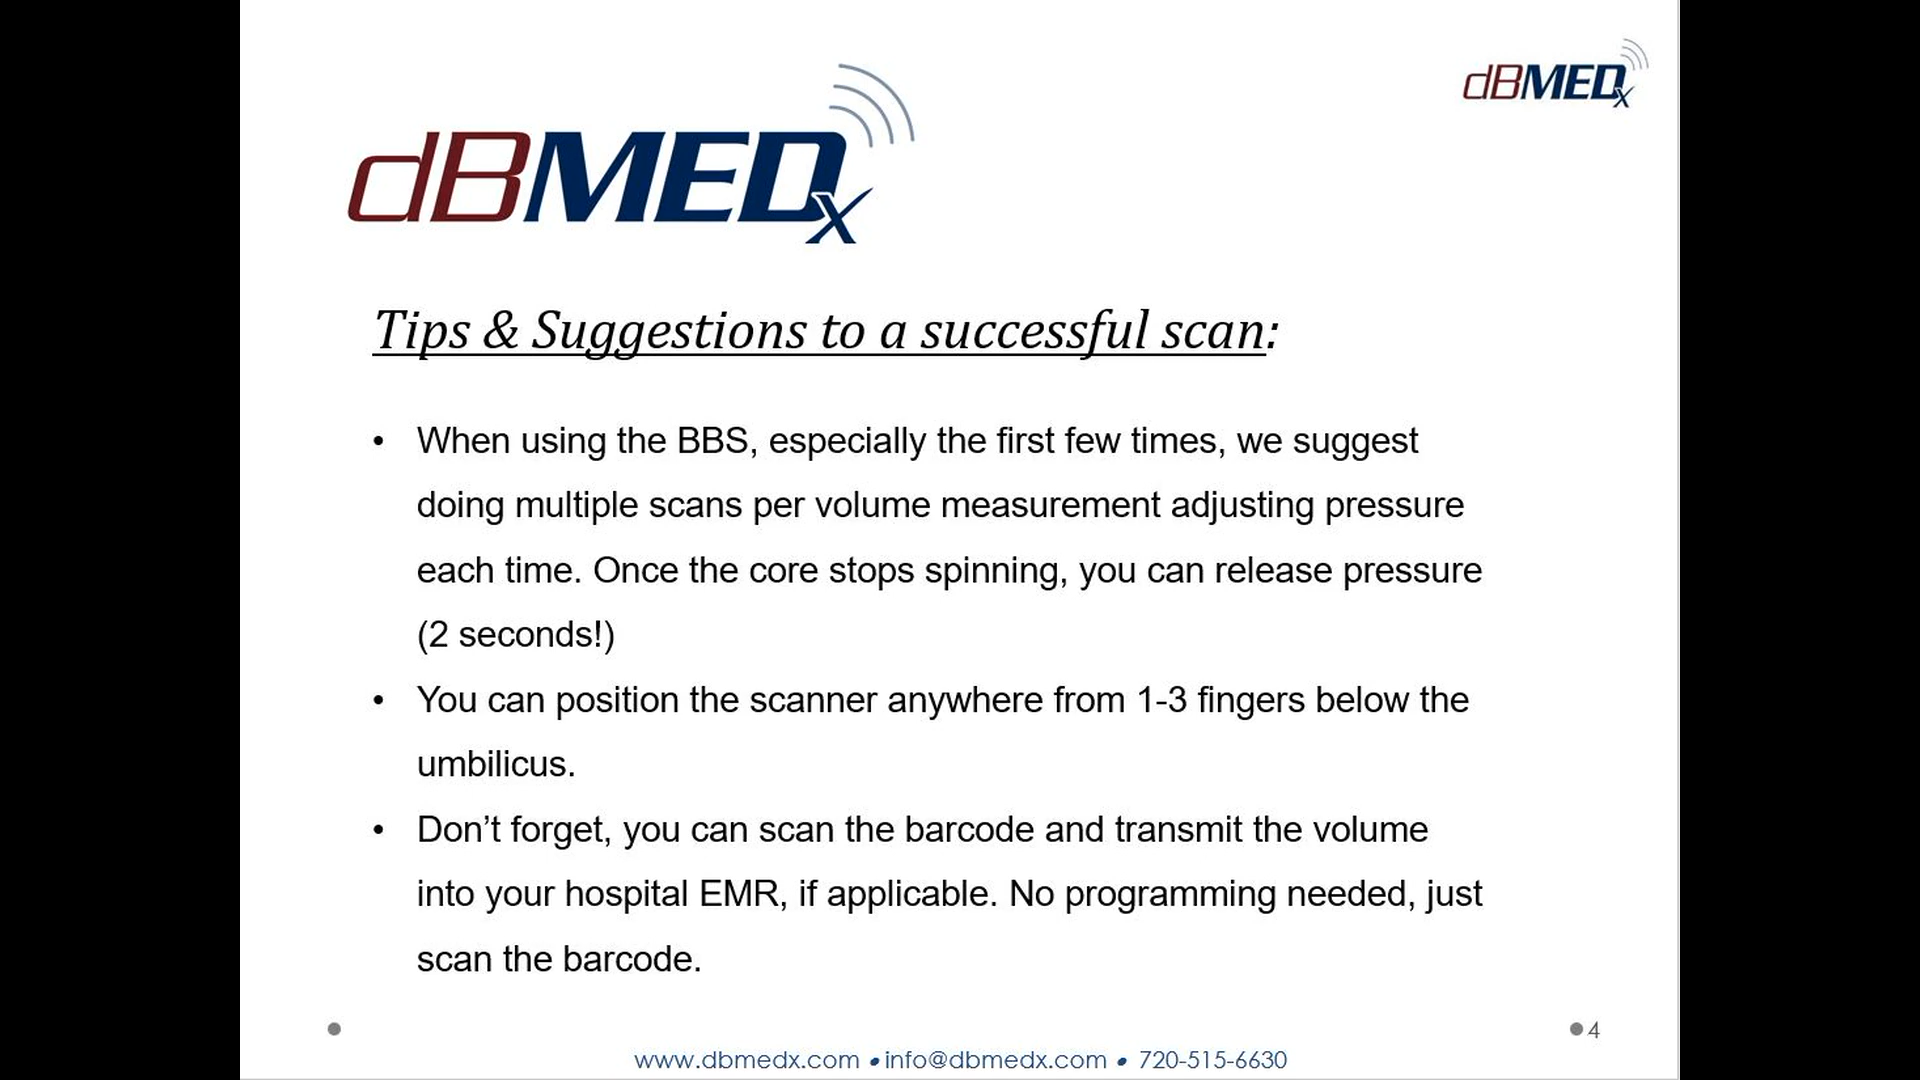 dBMEDx
dBMEDx
Tips & Suggestions to a successful scan:
• When using the BBS, especially the first few times, we suggest
doing multiple scans per volume measurement adjusting pressure
each time. Once the core stops spinning, you can release pressure
(2 seconds!)
• You can position the scanner anywhere from 1-3 fingers below the
umbilicus.
• Don’t forget, you can scan the barcode and transmit the volume
into your hospital EMR, if applicable. No programming needed, just
scan the barcode.
4
www.dbmedx.com • info@dbmedx.com • 720-515-6630